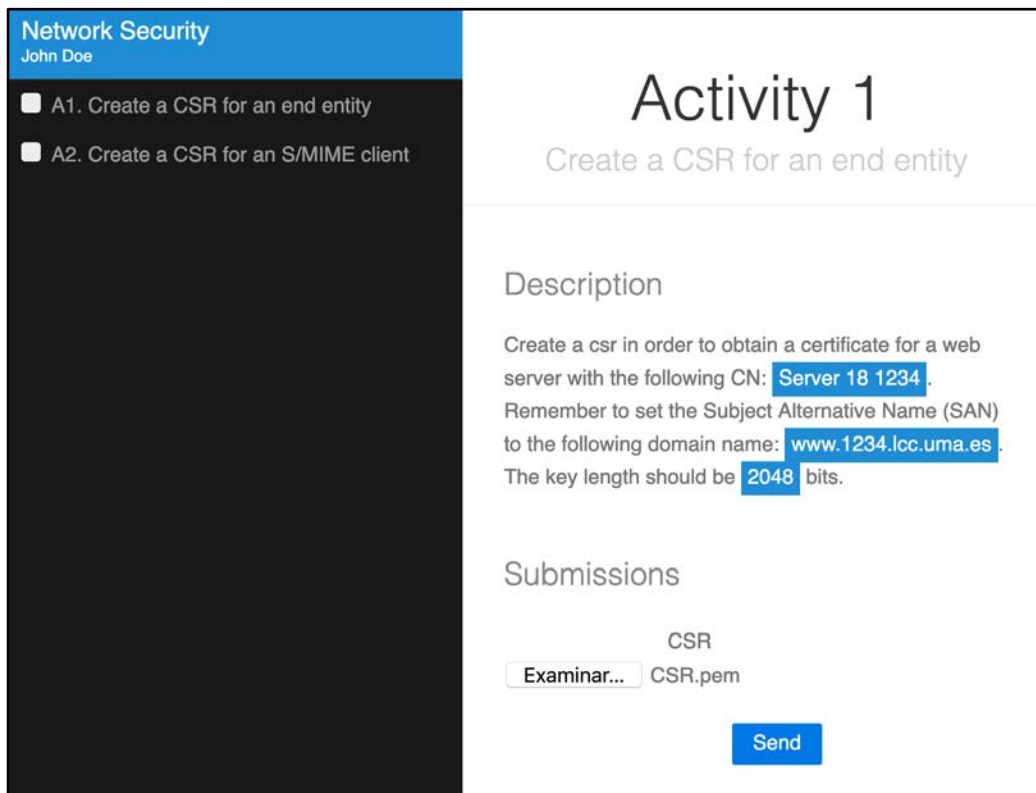 Network Security
John Doe
A1. Create a CSR for an end entity
A2. Create a CSR for an S/MIME client
Activity 1
Create a CSR for an end entity
Description
Create a csr in order to obtain a certificate for a web
server with the following CN: Server 18 1234.
Remember to set the Subject Alternative Name (SAN)
to the following domain name: www.1234.lcc.uma.es.
The key length should be 2048 bits.
Submissions
CSR
Examinar... CSR.pem
Send